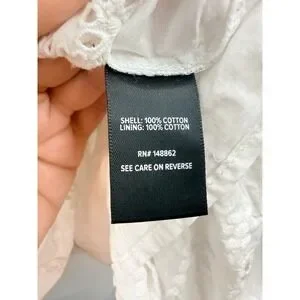 SHELL: 100% COTTON
LINING: 100% COTTON
RN# 148862
SEE CARE ON REVERSE